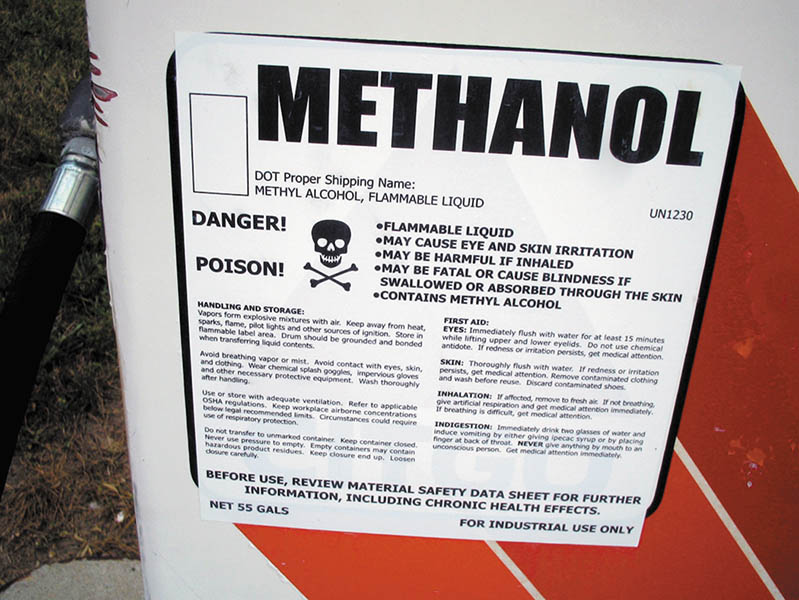 METHANOL
DOT Proper Shipping Name:
METHYL ALCOHOL, FLAMMABLE LIQUID
UN1230
DANGER!
POISON!
•FLAMMABLE LIQUID
•MAY CAUSE EYE AND SKIN IRRITATION
•MAY BE HARMFUL IF INHALED
•MAY BE FATAL OR CAUSE BLINDNESS IF
SWALLOWED OR ABSORBED THROUGH THE SKIN
•CONTAINS METHYL ALCOHOL
HANDLING AND STORAGE:
Vapors form explosive mixtures with air. Keep away from heat,
sparks, flame, pilot lights and other sources of ignition. Store in
flammable label area. Drum should be grounded and bonded
when transferring liquid contents.
Avoid breathing vapor or mist. Avoid contact with eyes, skin,
and clothing. Wear chemical splash goggles, impervious gloves
and other necessary protective equipment. Wash thoroughly
after handling.
Use or store with adequate ventilation. Refer to applicable
OSHA regulations. Keep workplace airborne concentrations
below legal recommended limits. Circumstances could require
use of respiratory protection.
Do not transfer to unmarked container. Keep container closed.
Never use pressure to empty. Empty containers may contain
hazardous product residues. Keep closure end up. Loosen
closure carefully.
FIRST AID:
EYES: Immediately flush with water for at least 15 minutes
while lifting upper and lower eyelids. Do not use chemical
antidote. If redness or irritation persists, get medical attention.
SKIN: Thoroughly flush with water. If redness or irritation
persists, get medical attention. Remove contaminated clothing
and wash before reuse. Discard contaminated shoes.
INHALATION: If affected, remove to fresh air. If not breathing,
give artificial respiration and get medical attention immediately.
If breathing is difficult, get medical attention.
INDIGESTION: Immediately drink two glasses of water and
induce vomiting by either giving ipecac syrup or by placing
finger at back of throat. NEVER give anything by mouth to an
unconscious person. Get medical attention immediately.
BEFORE USE, REVIEW MATERIAL SAFETY DATA SHEET FOR FURTHER
INFORMATION, INCLUDING CHRONIC HEALTH EFFECTS.
NET 55 GALS
FOR INDUSTRIAL USE ONLY